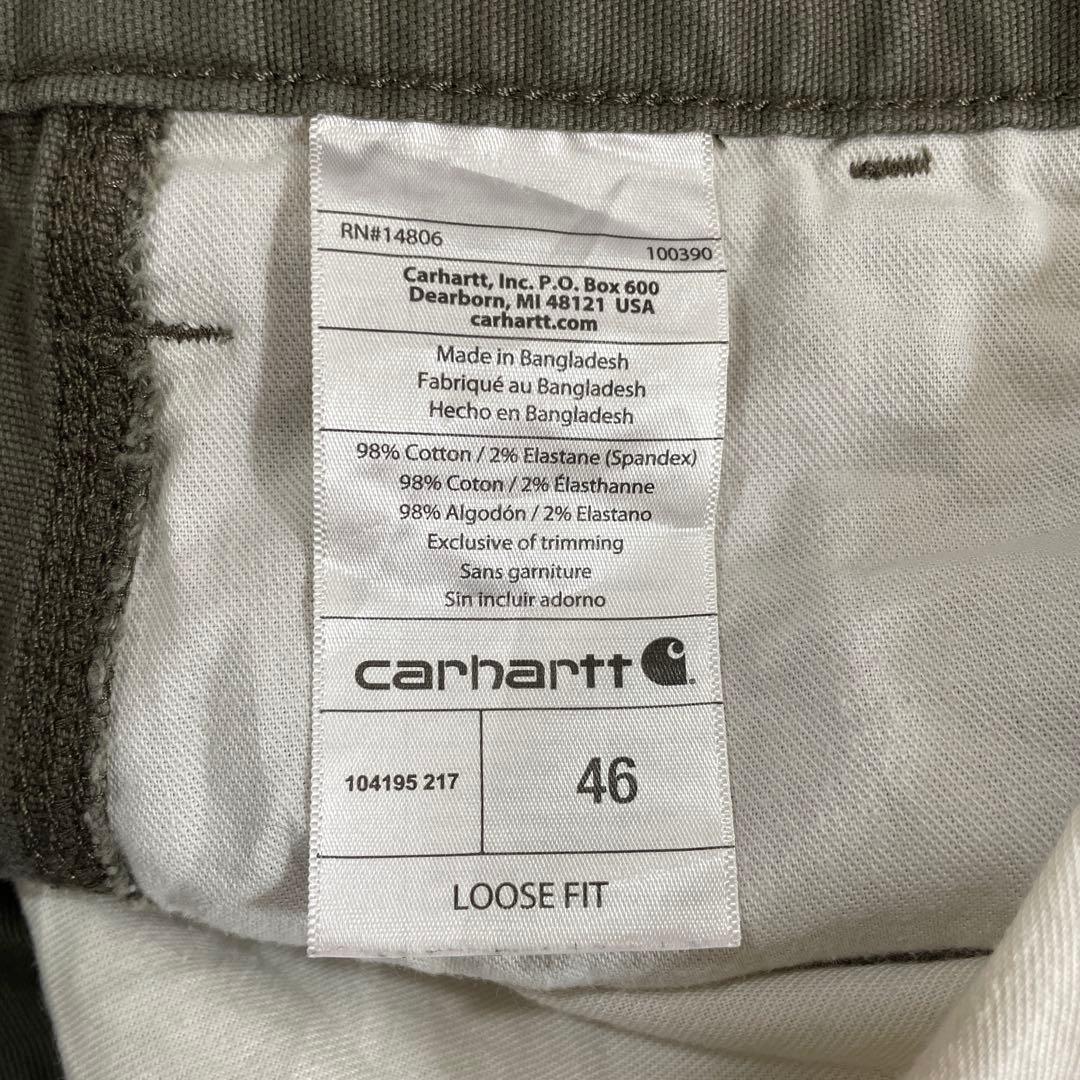 RN#14806
100390
Carhartt, Inc. P.O. Box 600
Dearborn, MI 48121 USA
carhartt.com
Made in Bangladesh
Fabriqué au Bangladesh
Hecho en Bangladesh
98% Cotton / 2% Elastane (Spandex)
98% Coton / 2% Élasthanne
98% Algodón / 2% Elastano
Exclusive of trimming
Sans garniture
Sin incluir adorno
carhartt
104195 217
46
LOOSE FIT